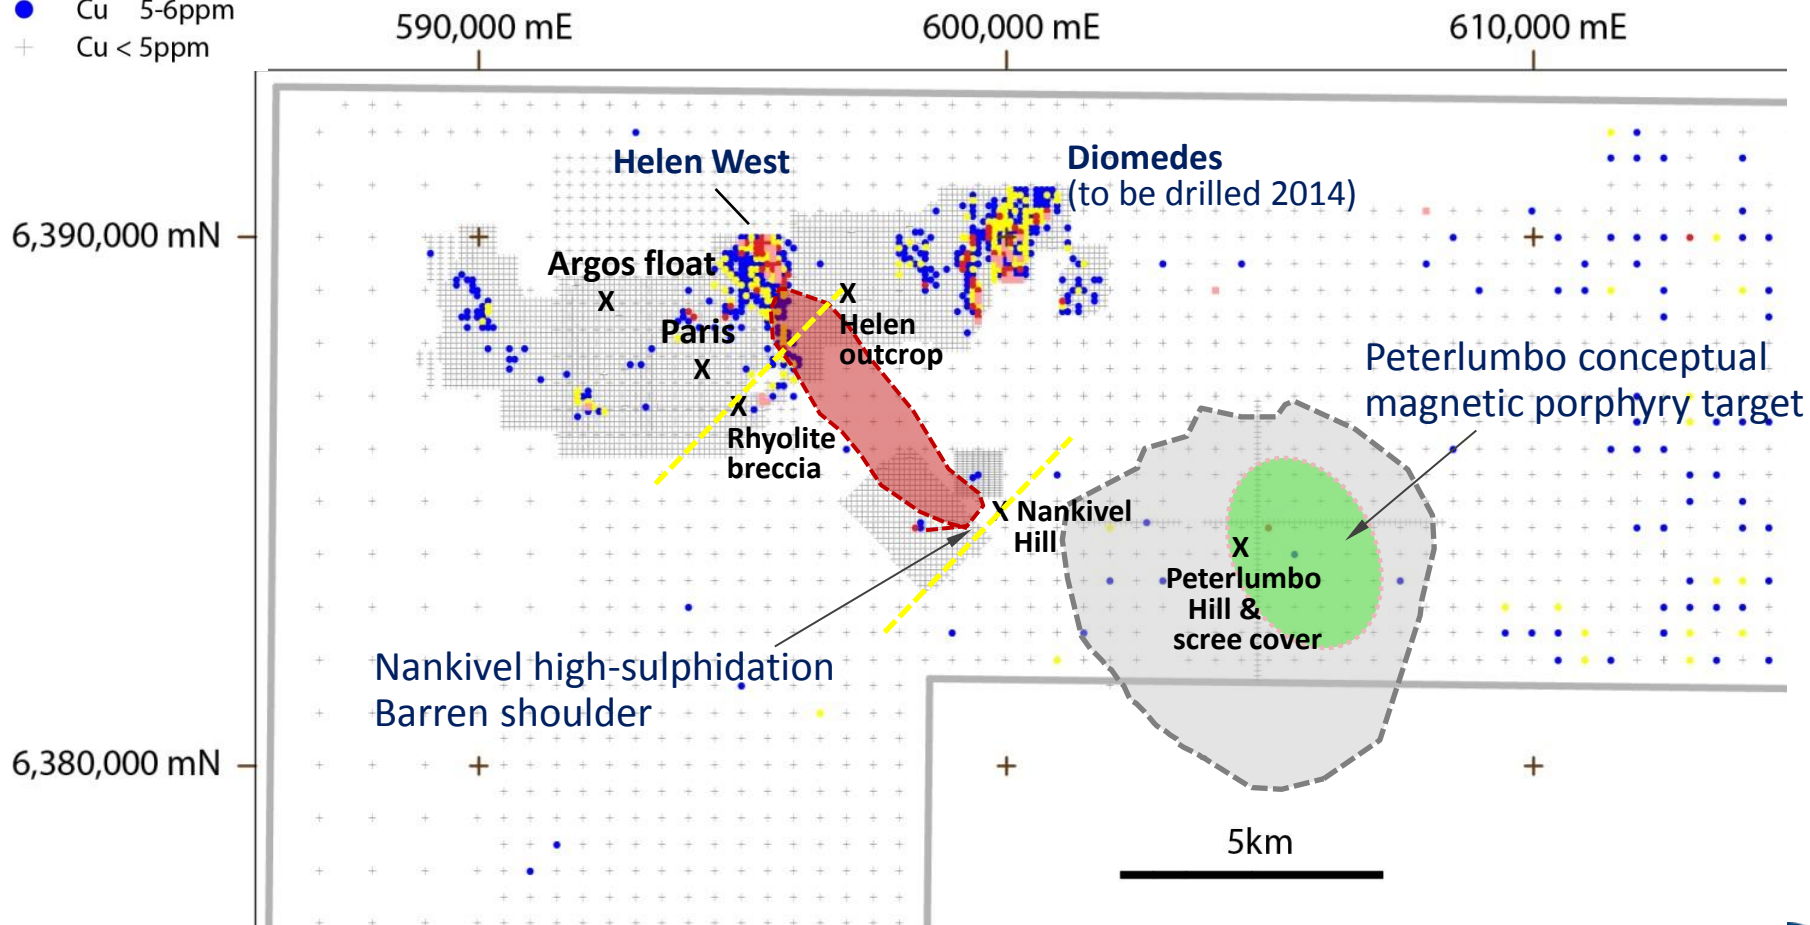 Cu 5-6ppm
Cu < 5ppm
590,000 mE
600,000 mE
610,000 mE
6,390,000 mN
6,380,000 mN
Helen West
Diomedes
(to be drilled 2014)
Argos float
X
Paris
X
X
Helen
outcrop
X
Rhyolite
breccia
Peterlumbo conceptual
magnetic porphyry target
X Nankivel
Hill
X
Peterlumbo
Hill &
scree cover
Nankivel high-sulphidation
Barren shoulder
5km